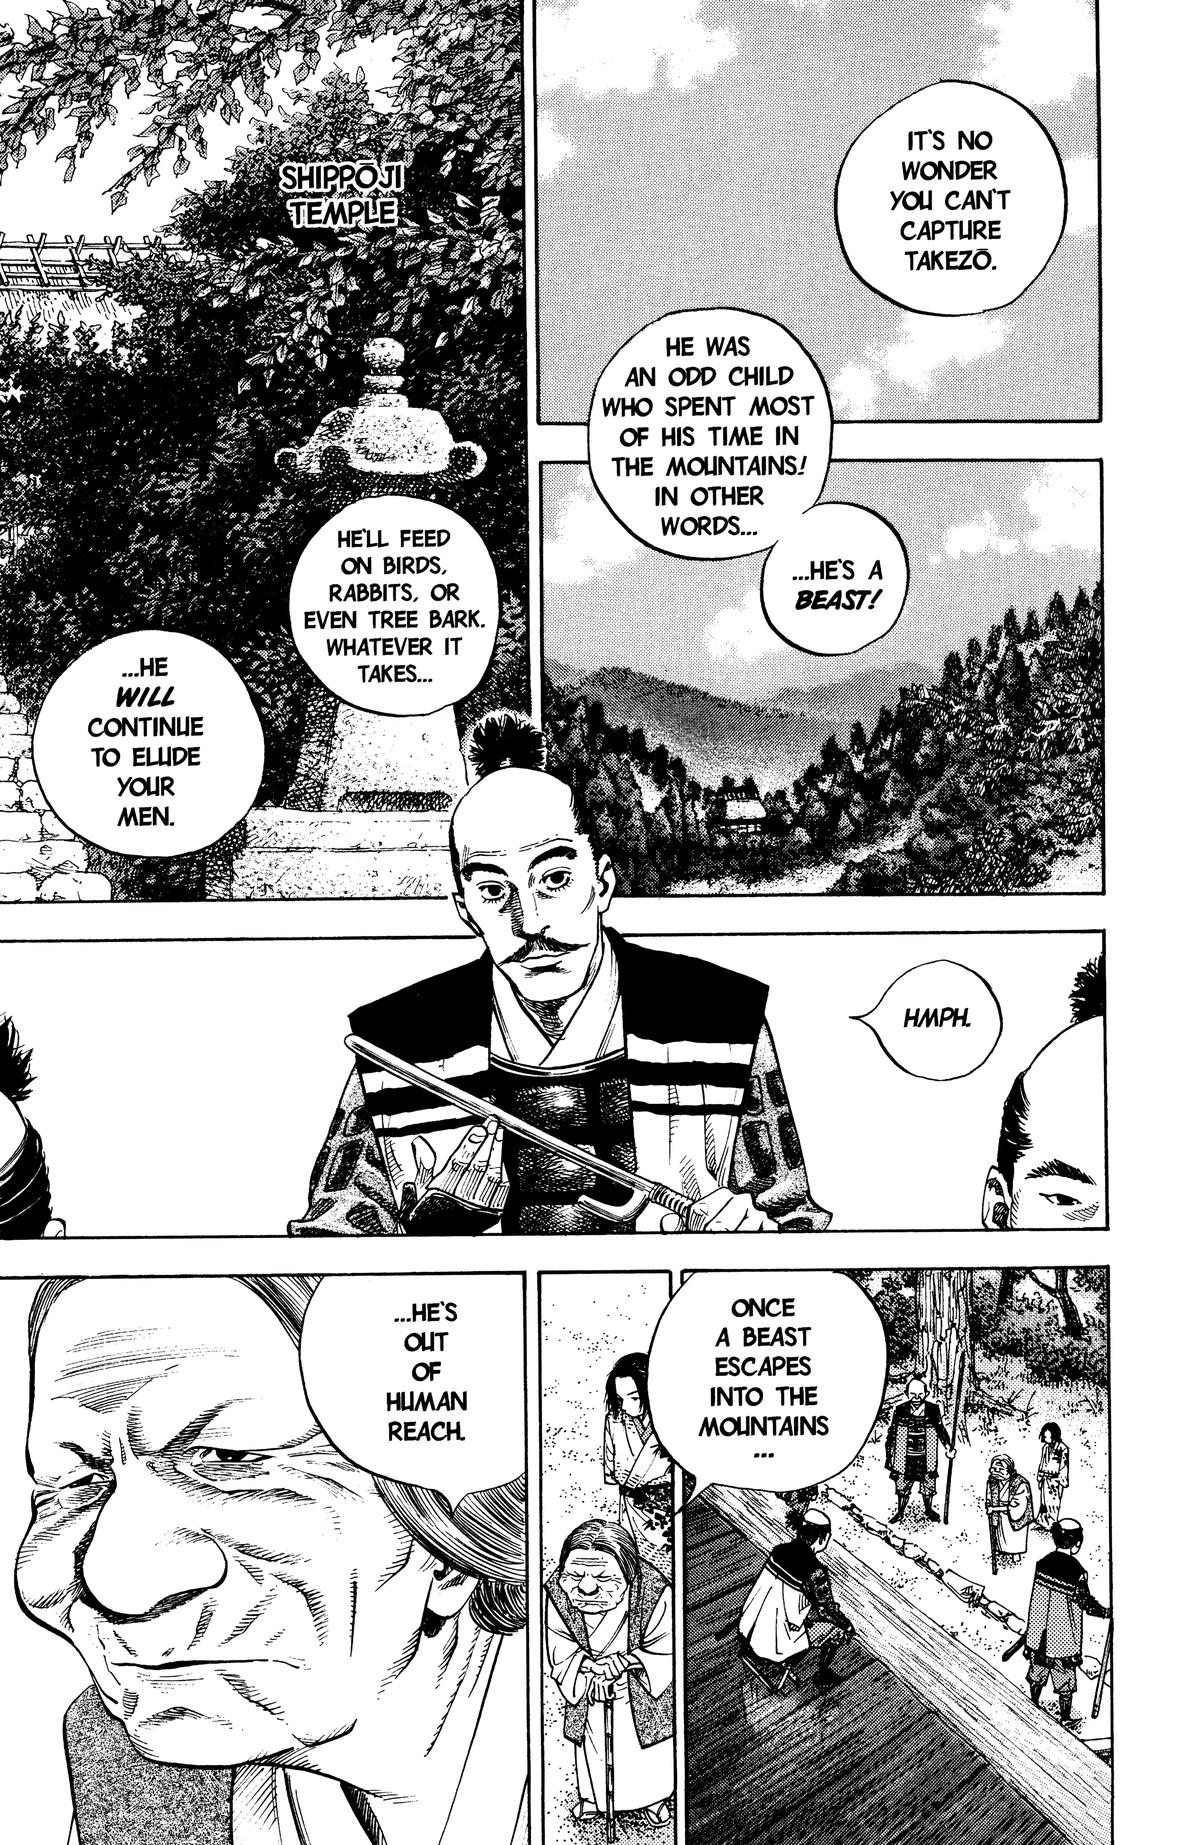 IT'S NO
WONDER
YOU CAN'T
CAPTURE
TAKEZŌ.
HE WAS
AN ODD CHILD
WHO SPENT MOST
OF HIS TIME IN
THE MOUNTAINS!
IN OTHER
WORDS...
...HE'S A
BEAST!
SHIPPŌJI
TEMPLE
HE'LL FEED
ON BIRDS,
RABBITS, OR
EVEN TREE BARK.
WHATEVER IT
TAKES...
...HE
WILL
CONTINUE
TO ELUDE
YOUR
MEN.
HMPH.
ONCE
A BEAST
ESCAPES
INTO THE
MOUNTAINS
...
...HE'S
OUT
OF
HUMAN
REACH.